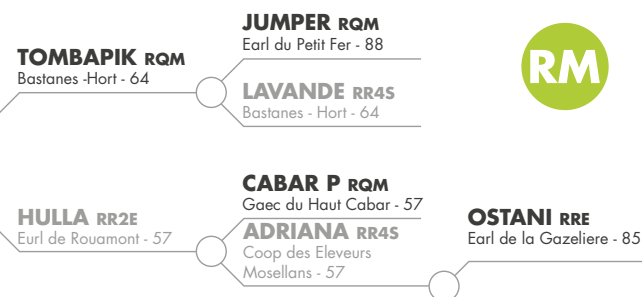 JUMPER RQM
Earl du Petit Fer - 88
TOMBAPIK RQM
Bastanes -Hort - 64
RM
LAVANDE RR4S
Bastanes - Hort - 64
CABAR P RQM
Gaec du Haut Cabar - 57
HULLA RR2E
Eurl de Rouamont - 57
ADRIANA RR4S
Coop des Eleveurs
Mosellans - 57
OSTANI RRE
Earl de la Gazeliere - 85